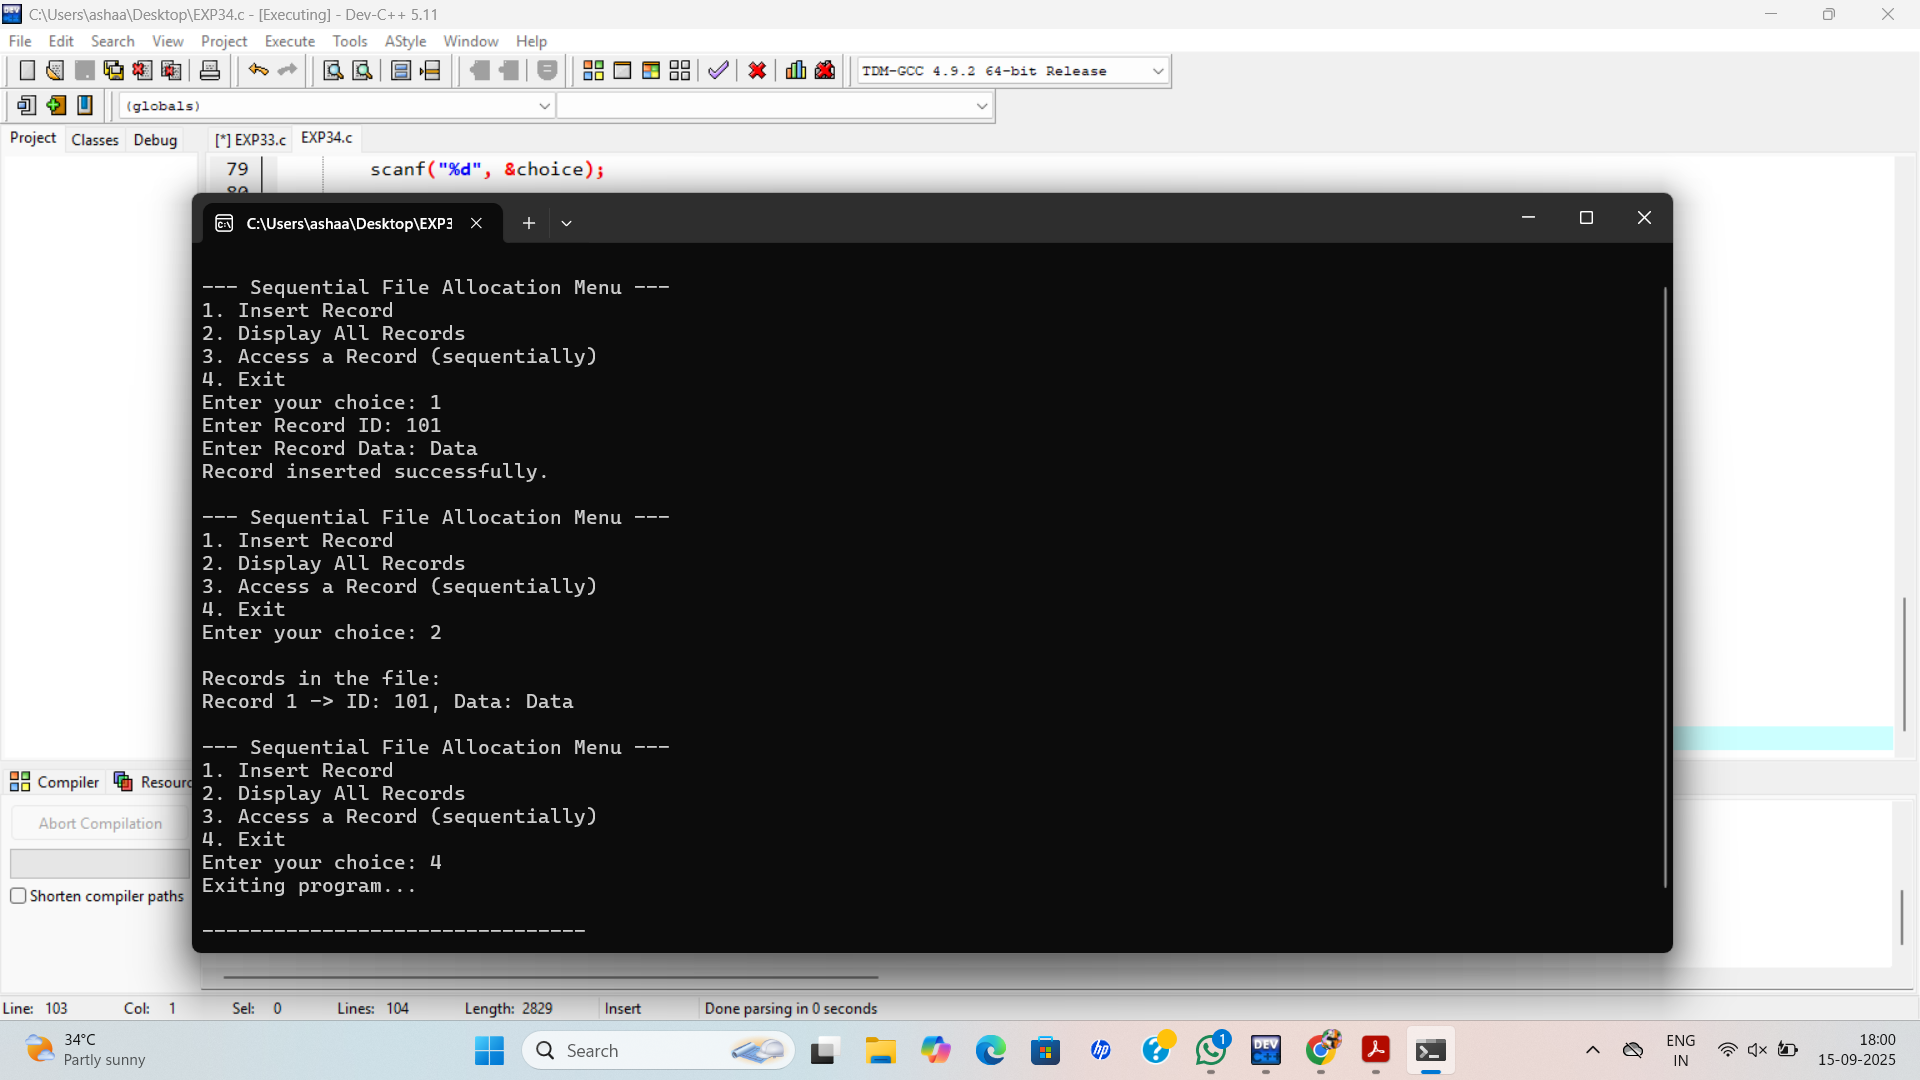 C:\Users\ashaa\Desktop\EXP34.c - [Executing] - Dev-C++ 5.11
File Edit Search View Project Execute Tools AStyle Window Help
TDM-GCC 4.9.2 64-bit Release
(globals)
Project Classes Debug [*] EXP33.c EXP34.c
79 scanf("%d", &choice);
C:\Users\ashaa\Desktop\EXP3
--- Sequential File Allocation Menu ---
1. Insert Record
2. Display All Records
3. Access a Record (sequentially)
4. Exit
Enter your choice: 1
Enter Record ID: 101
Enter Record Data: Data
Record inserted successfully.
--- Sequential File Allocation Menu ---
1. Insert Record
2. Display All Records
3. Access a Record (sequentially)
4. Exit
Enter your choice: 2
Records in the file:
Record 1 -> ID: 101, Data: Data
--- Sequential File Allocation Menu ---
1. Insert Record
2. Display All Records
3. Access a Record (sequentially)
4. Exit
Enter your choice: 4
Exiting program...
--------------------------------
Compiler Resourc
Abort Compilation
Shorten compiler paths
Line: 103 Col: 1 Sel: 0 Lines: 104 Length: 2829 Insert Done parsing in 0 seconds
34°C
Partly sunny
Search
hp
1
DEV
C++
ENG
IN
18:00
15-09-2025